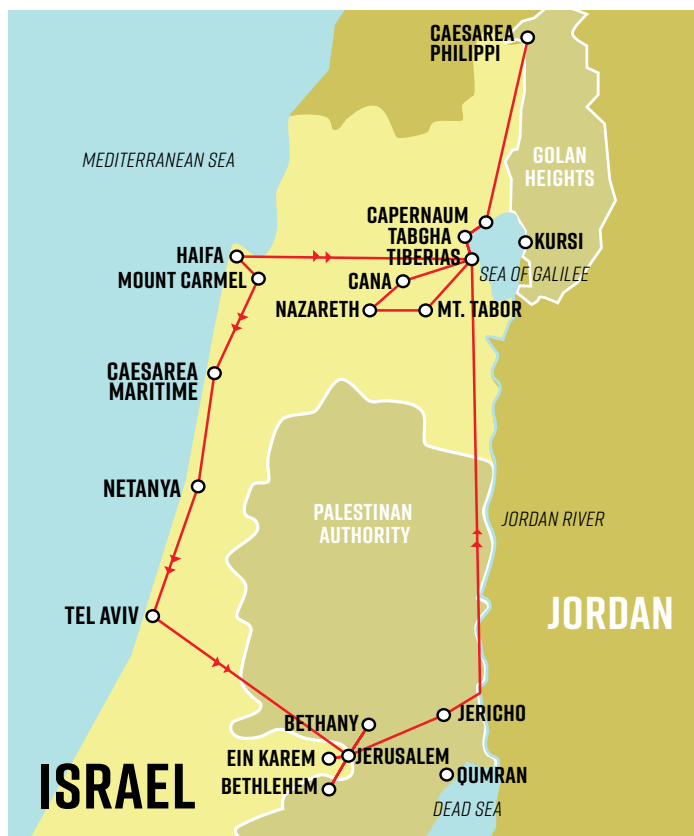 CAESAREA
PHILIPPI
MEDITERRANEAN SEA
GOLAN
HEIGHTS
CAPERNAUM
TABGHA
KURSI
HAIFA
TIBERIAS
SEA OF GALILEE
MOUNT CARMEL
CANA
NAZARETH
MT. TABOR
CAESAREA
MARITIME
NETANYA
PALESTINAN
AUTHORITY
JORDAN RIVER
TEL AVIV
JORDAN
JERICHO
BETHANY
EIN KAREM
JERUSALEM
QUMRAN
BETHLEHEM
ISRAEL
DEAD SEA